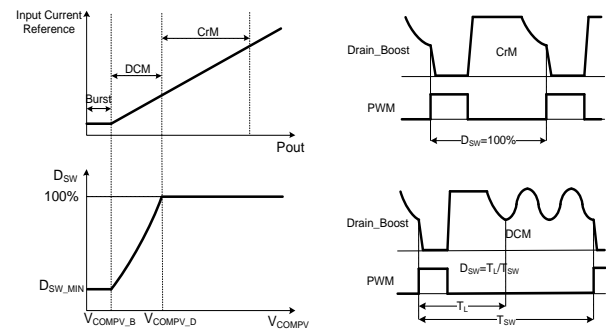 Input Current
Reference
CrM
DCM
Burst
Pout
D_SW
100%
D_SW_MIN
V_COMPV_B
V_COMPV_D
V_COMPV
Drain_Boost
CrM
PWM
D_SW=100%
Drain_Boost
DCM
PWM
D_SW=T_L/T_SW
T_L
T_SW